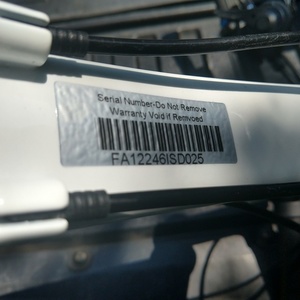 Serial Number-Do Not Remove
Warranty Void if Removed
FA12246ISD025